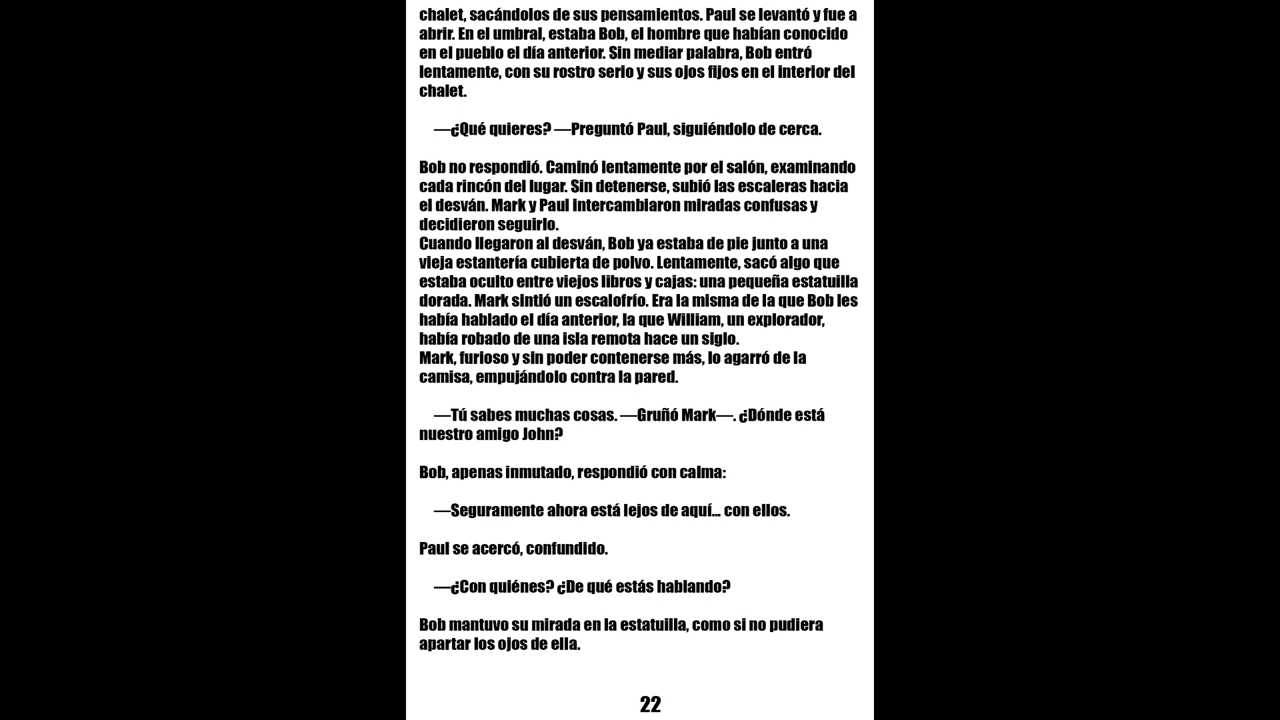 chalet, sacándolos de sus pensamientos. Paul se levantó y fue a
abrir. En el umbral, estaba Bob, el hombre que habían conocido
en el pueblo el día anterior. Sin mediar palabra, Bob entró
lentamente, con su rostro serio y sus ojos fijos en el interior del
chalet.
—¿Qué quieres? —Preguntó Paul, siguiéndolo de cerca.
Bob no respondió. Caminó lentamente por el salón, examinando
cada rincón del lugar. Sin detenerse, subió las escaleras hacia
el desván. Mark y Paul intercambiaron miradas confusas y
decidieron seguirlo.
Cuando llegaron al desván, Bob ya estaba de pie junto a una
vieja estantería cubierta de polvo. Lentamente, sacó algo que
estaba oculto entre viejos libros y cajas: una pequeña estatuilla
dorada. Mark sintió un escalofrío. Era la misma de la que Bob les
había hablado el día anterior, la que William, un explorador,
había robado de una isla remota hace un siglo.
Mark, furioso y sin poder contenerse más, lo agarró de la
camisa, empujándolo contra la pared.
—Tú sabes muchas cosas. —Gruñó Mark—. ¿Dónde está
nuestro amigo John?
Bob, apenas inmutado, respondió con calma:
—Seguramente ahora está lejos de aquí... con ellos.
Paul se acercó, confundido.
—¿Con quiénes? ¿De qué estás hablando?
Bob mantuvo su mirada en la estatuilla, como si no pudiera
apartar los ojos de ella.
22